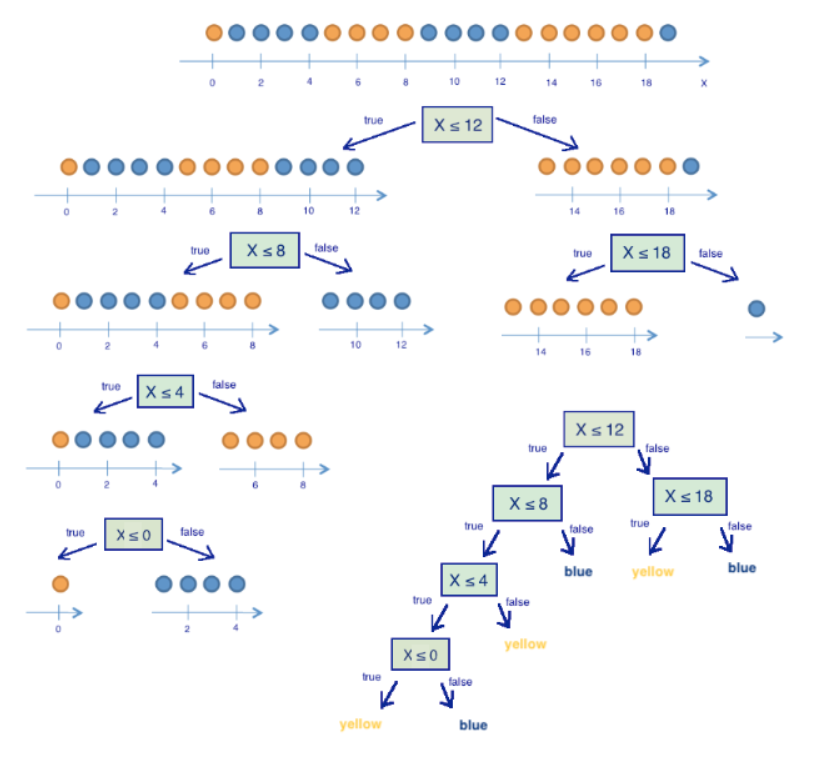 0 2 4 6 8 10 12 14 16 18 X
true X ≤ 12 false
0 2 4 6 8 10 12
14 16 18
true X ≤ 8 false
true X ≤ 18 false
0 2 4 6 8
10 12
14 16 18
true X ≤ 4 false
0 2 4
6 8
true X ≤ 0 false
0
2 4
X ≤ 12
true false
X ≤ 8
X ≤ 18
true false
true false
blue
yellow
blue
X ≤ 4
true false
yellow
X ≤ 0
true false
yellow
blue